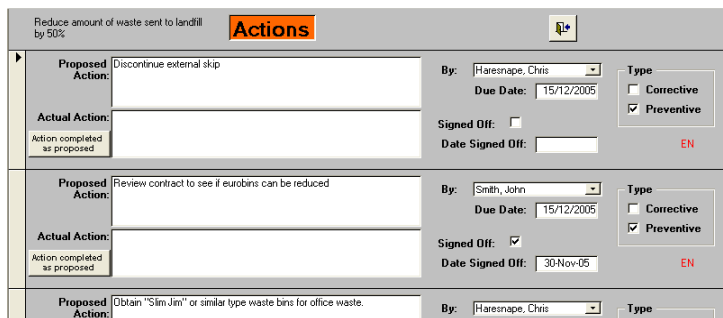 Reduce amount of waste sent to landfill
by 50%
Actions
Proposed Action: Discontinue external skip
By: Haresnape, Chris
Due Date: 15/12/2005
Type
Corrective
Preventive
Actual Action:
Action completed as proposed
Signed Off:
Date Signed Off:
EN
Proposed Action: Review contract to see if eurobins can be reduced
By: Smith, John
Due Date: 15/12/2005
Type
Corrective
Preventive
Actual Action:
Action completed as proposed
Signed Off:
Date Signed Off: 30-Nov-05
EN
Proposed Action: Obtain "Slim Jim" or similar type waste bins for office waste.
By: Haresnape, Chris
Type